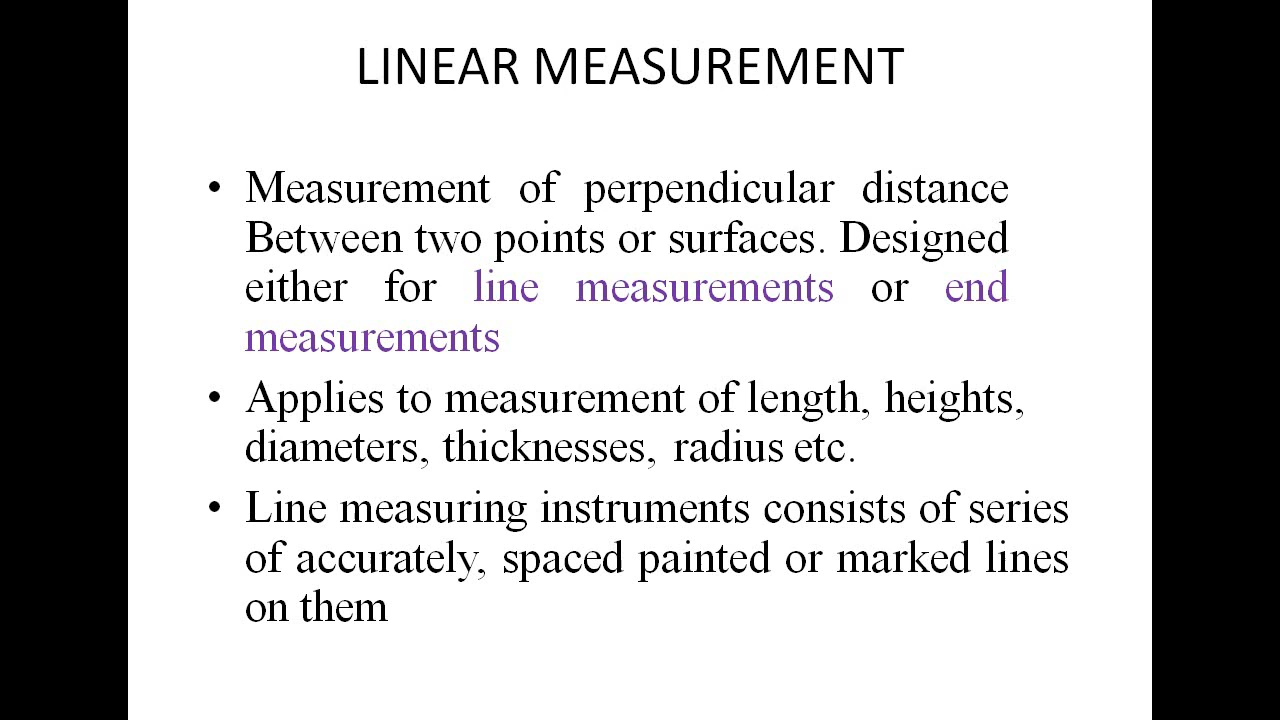 LINEAR MEASUREMENT
• Measurement of perpendicular distance
Between two points or surfaces. Designed
either for line measurements or end
measurements
• Applies to measurement of length, heights,
diameters, thicknesses, radius etc.
• Line measuring instruments consists of series
of accurately, spaced painted or marked lines
on them